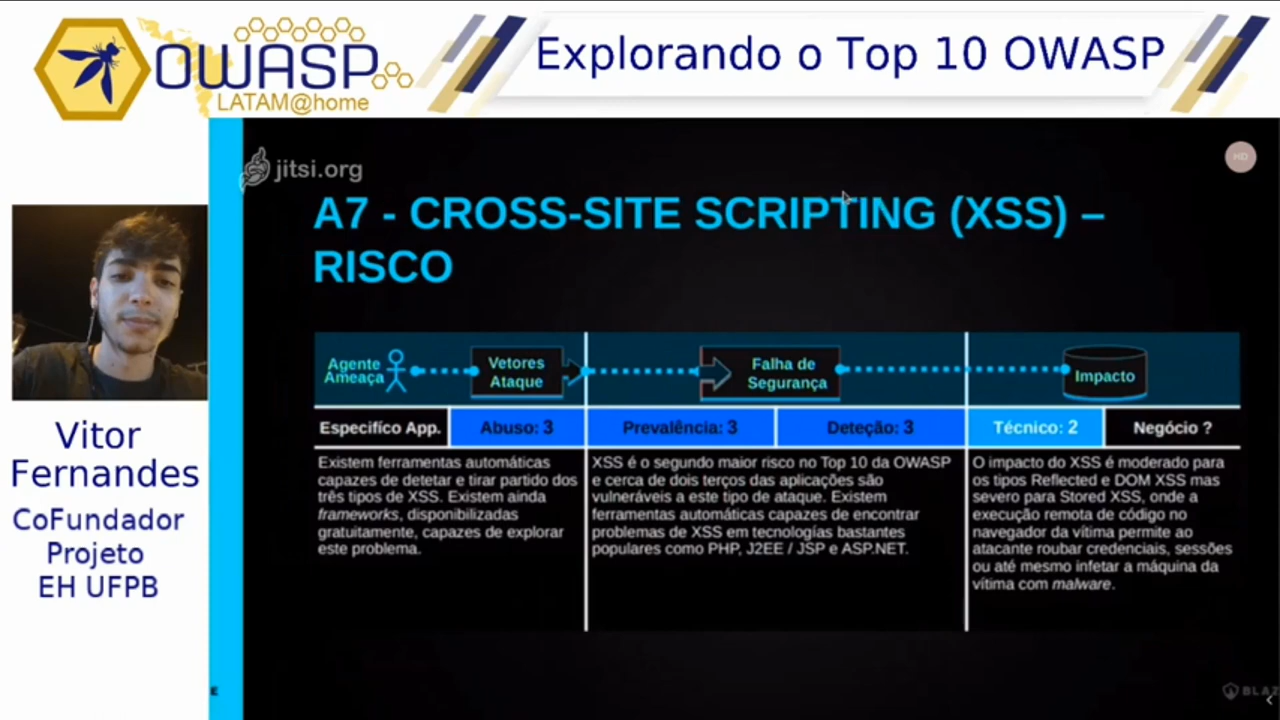 OWASP
LATAM@home
Explorando o Top 10 OWASP
jitsi.org
HD
A7 - CROSS-SITE SCRIPTING (XSS) –
RISCO
Agente
Ameaça
Vetores
Ataque
Falha de
Segurança
Impacto
Especifíco App.
Abuso: 3
Prevalência: 3
Deteção: 3
Técnico: 2
Negócio ?
Existem ferramentas automáticas
capazes de detetar e tirar partido dos
três tipos de XSS. Existem ainda
frameworks, disponibilizadas
gratuitamente, capazes de explorar
este problema.
XSS é o segundo maior risco no Top 10 da OWASP
e cerca de dois terços das aplicações são
vulneráveis a este tipo de ataque. Existem
ferramentas automáticas capazes de encontrar
problemas de XSS em tecnologías bastantes
populares como PHP, J2EE / JSP e ASP.NET.
O impacto do XSS é moderado para
os tipos Reflected e DOM XSS mas
severo para Stored XSS, onde a
execução remota de código no
navegador da vítima permite ao
atacante roubar credenciais, sessões
ou até mesmo infetar a máquina da
vítima com malware.
Vitor
Fernandes
CoFundador
Projeto
EH UFPB
E